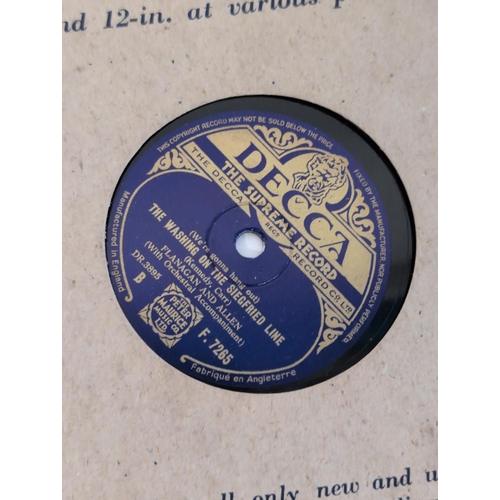 nd 12-in. at various p
THIS COPYRIGHT RECORD MAY NOT BE SOLD BELOW THE PRICE
FIXED BY THE MANUFACTURER, NOR PUBLICLY PERFORMED
DECCA
THE SUPREME RECORD
THE DECCA RECORD CO. LTD.
REGD
Manufactured in England
(We're gonna hang out)
THE WASHING ON THE SIEGFRIED LINE
(Kennedy, Carr)
FLANAGAN AND ALLEN
(With Orchestral Accompaniment)
DR.3895
B
F. 7265
PETER
MAURICE
MUSIC CO.
LTD.
Fabriqué en Angleterre
only new and u